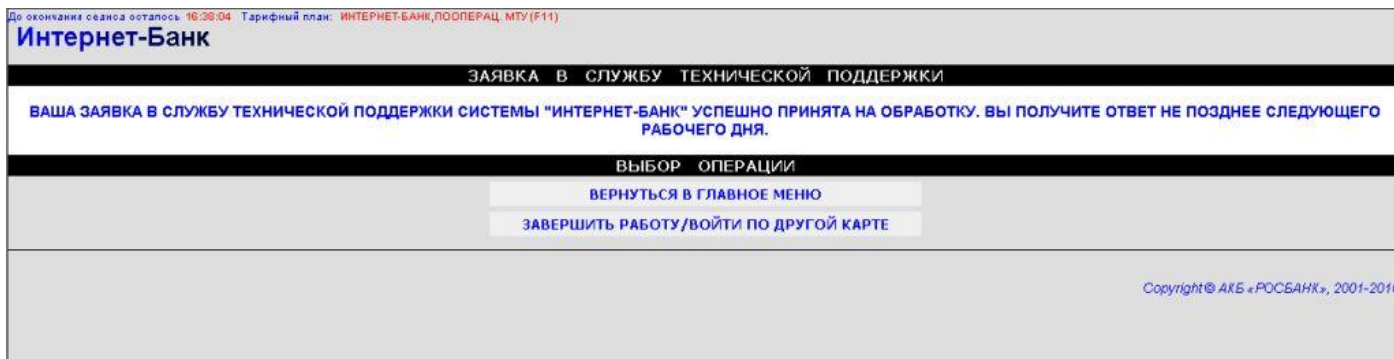 До окончания сеанса осталось 16:38:04 Тарифный план: ИНТЕРНЕТ-БАНК,ПООПЕРАЦ. МТУ (F11)
Интернет-Банк
ЗАЯВКА В СЛУЖБУ ТЕХНИЧЕСКОЙ ПОДДЕРЖКИ
ВАША ЗАЯВКА В СЛУЖБУ ТЕХНИЧЕСКОЙ ПОДДЕРЖКИ СИСТЕМЫ "ИНТЕРНЕТ-БАНК" УСПЕШНО ПРИНЯТА НА ОБРАБОТКУ. ВЫ ПОЛУЧИТЕ ОТВЕТ НЕ ПОЗДНЕЕ СЛЕДУЮЩЕГО
РАБОЧЕГО ДНЯ.
ВЫБОР ОПЕРАЦИИ
ВЕРНУТЬСЯ В ГЛАВНОЕ МЕНЮ
ЗАВЕРШИТЬ РАБОТУ/ВОЙТИ ПО ДРУГОЙ КАРТЕ
Copyright© АКБ «РОСБАНК», 2001-2010